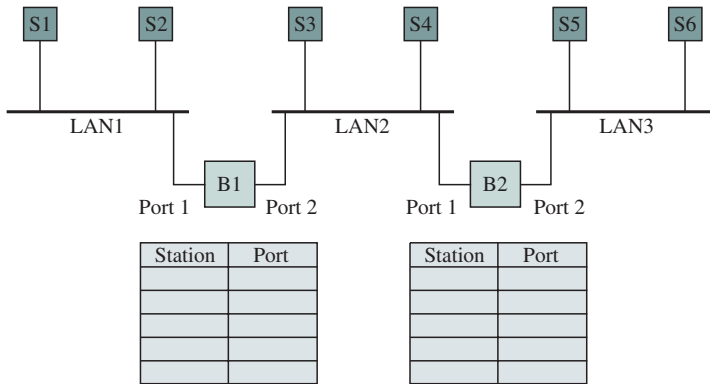 S1 S2 S3 S4 S5 S6
LAN1 LAN2 LAN3
B1 B2
Port 1 Port 2 Port 1 Port 2
Station Port Station Port